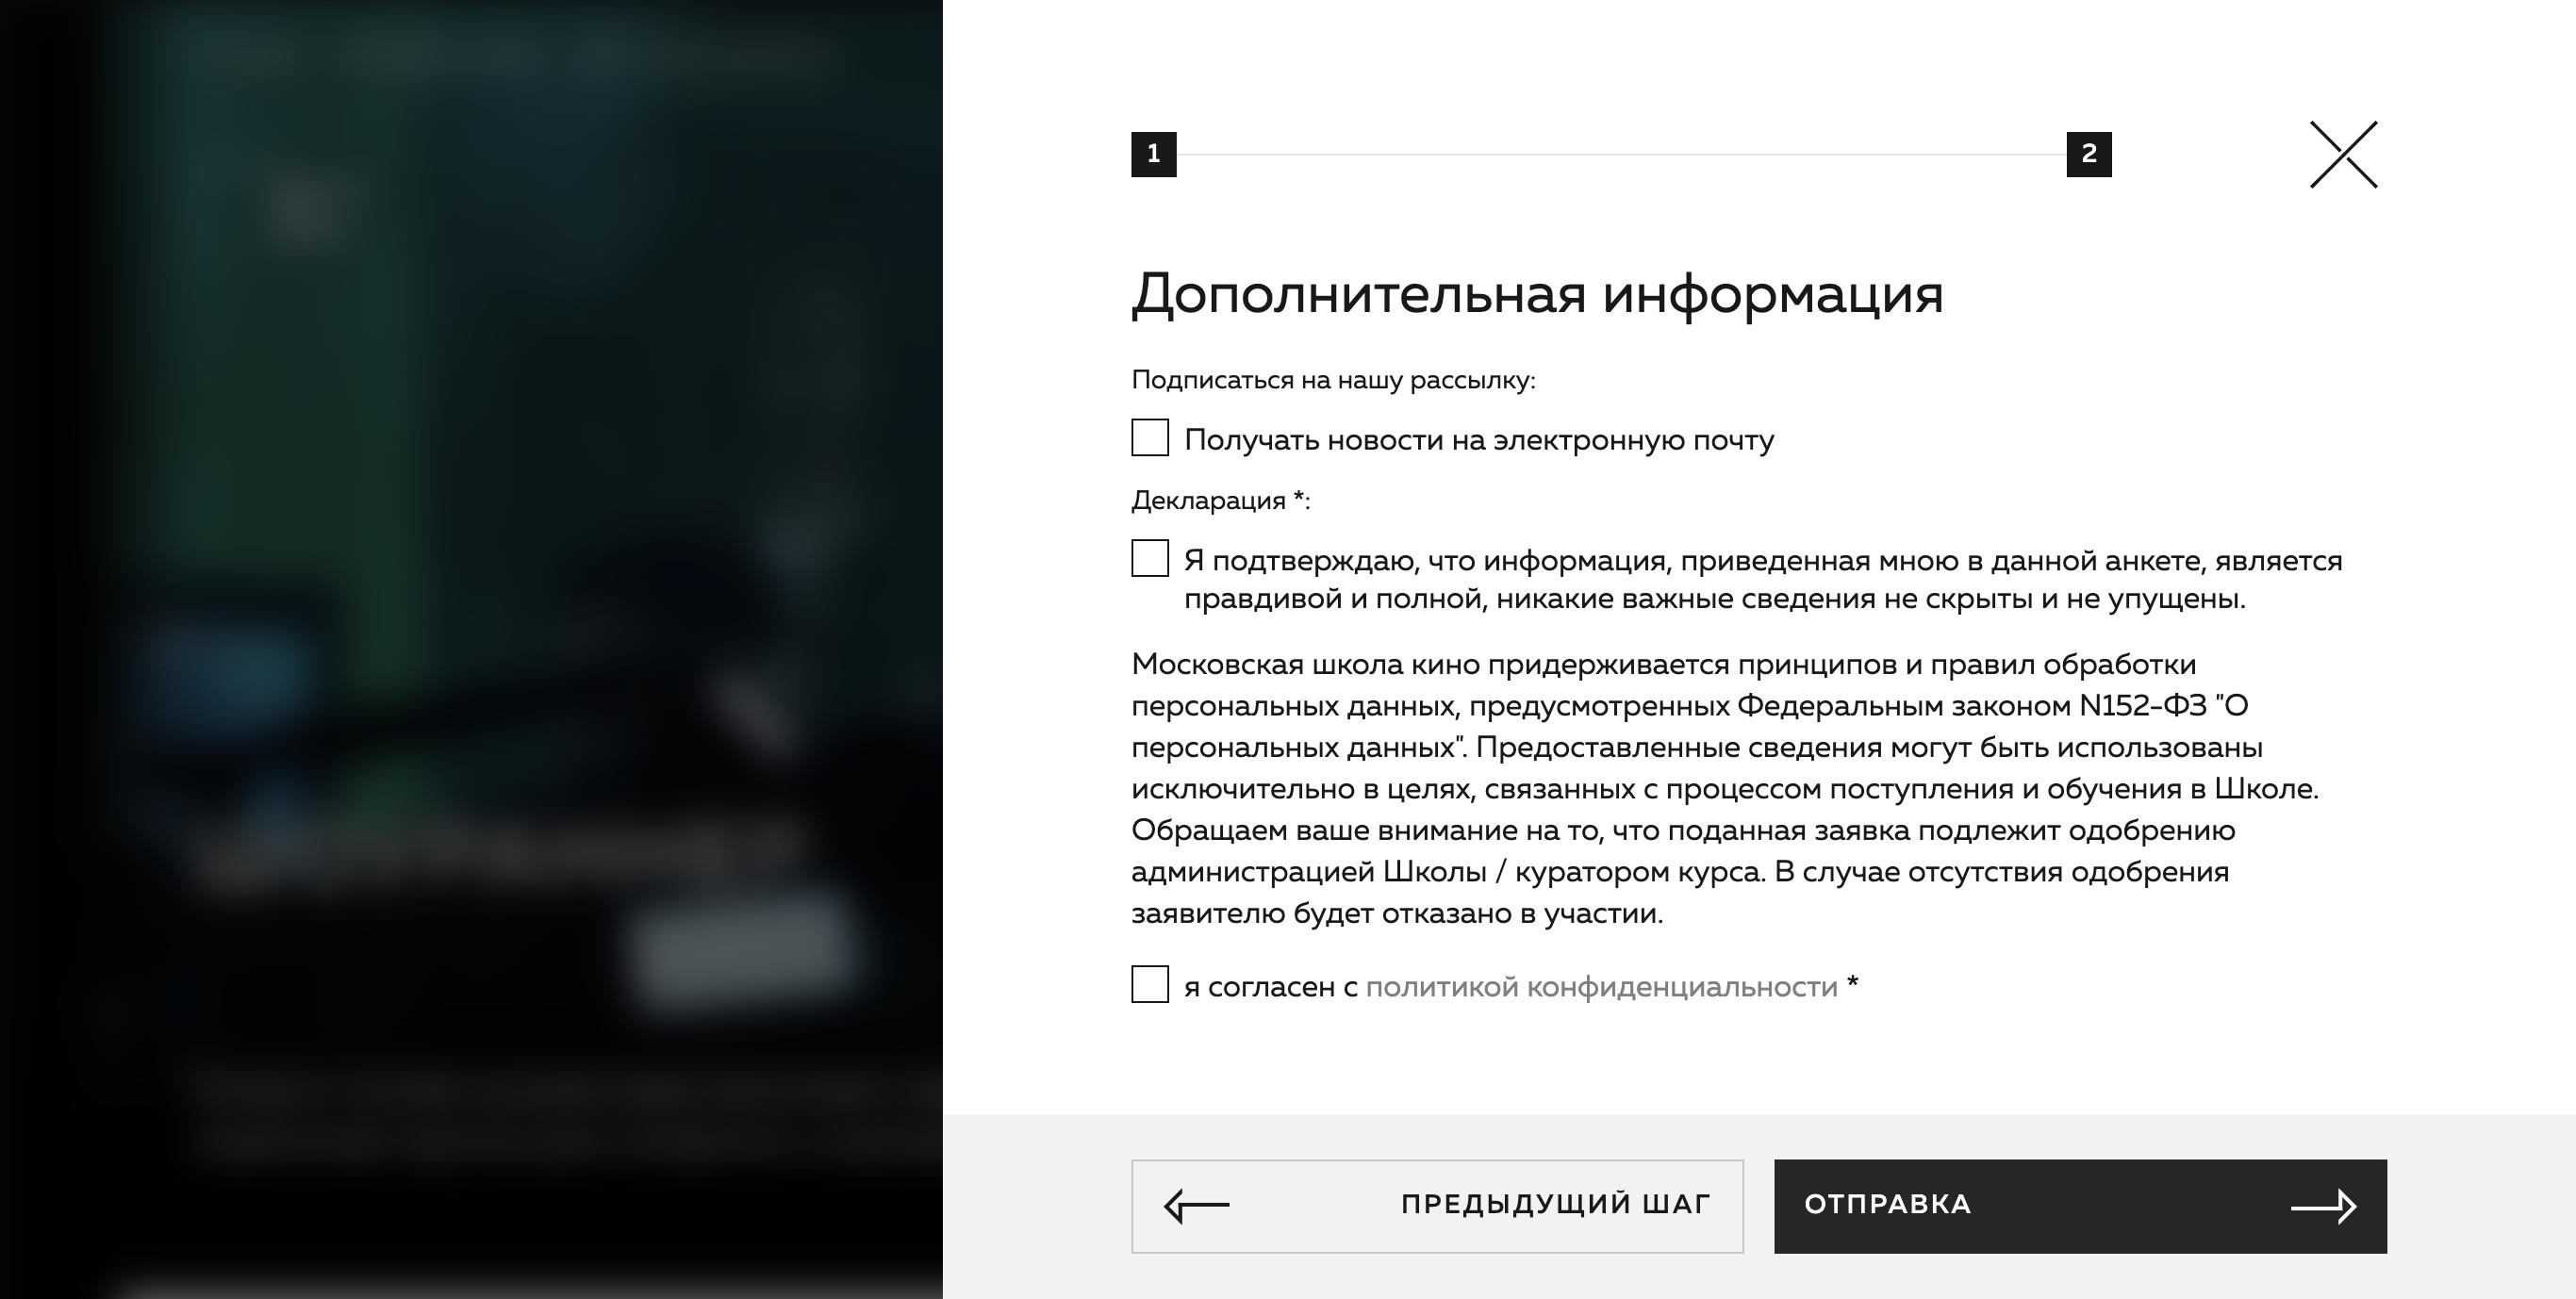 1
2
Дополнительная информация
Подписаться на нашу рассылку:
Получать новости на электронную почту
Декларация *:
Я подтверждаю, что информация, приведенная мною в данной анкете, является
правдивой и полной, никакие важные сведения не скрыты и не упущены.
Московская школа кино придерживается принципов и правил обработки
персональных данных, предусмотренных Федеральным законом N152-ФЗ "О
персональных данных". Предоставленные сведения могут быть использованы
исключительно в целях, связанных с процессом поступления и обучения в Школе.
Обращаем ваше внимание на то, что поданная заявка подлежит одобрению
администрацией Школы / куратором курса. В случае отсутствия одобрения
заявителю будет отказано в участии.
я согласен с политикой конфиденциальности *
ПРЕДЫДУЩИЙ ШАГ
ОТПРАВКА